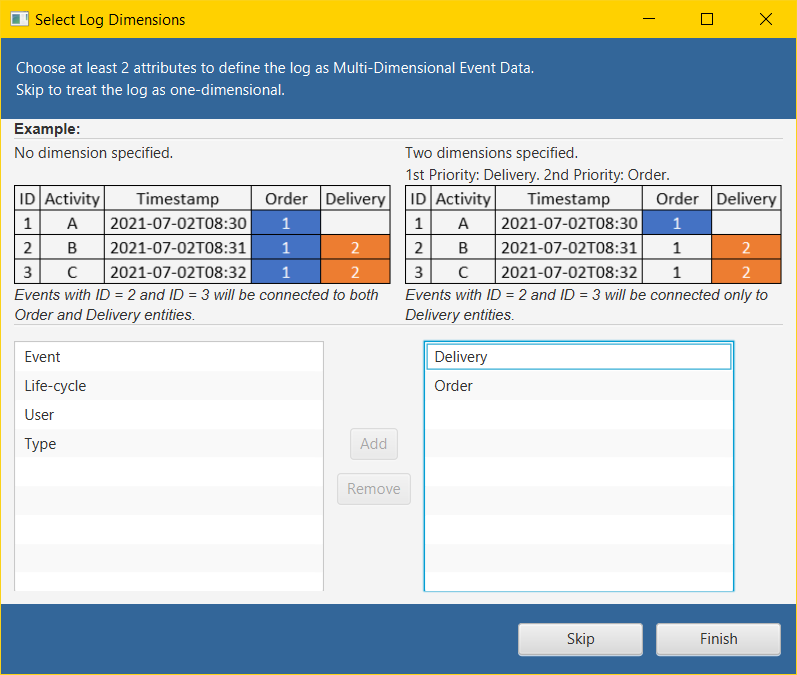 Select Log Dimensions
Choose at least 2 attributes to define the log as Multi-Dimensional Event Data.
Skip to treat the log as one-dimensional.
Example:
No dimension specified.
ID Activity Timestamp Order Delivery
1 A 2021-07-02T08:30 1
2 B 2021-07-02T08:31 1 2
3 C 2021-07-02T08:32 1 2
Events with ID = 2 and ID = 3 will be connected to both
Order and Delivery entities.
Two dimensions specified.
1st Priority: Delivery. 2nd Priority: Order.
ID Activity Timestamp Order Delivery
1 A 2021-07-02T08:30 1
2 B 2021-07-02T08:31 1 2
3 C 2021-07-02T08:32 1 2
Events with ID = 2 and ID = 3 will be connected only to
Delivery entities.
Event
Life-cycle
User
Type
Add
Remove
Delivery
Order
Skip
Finish